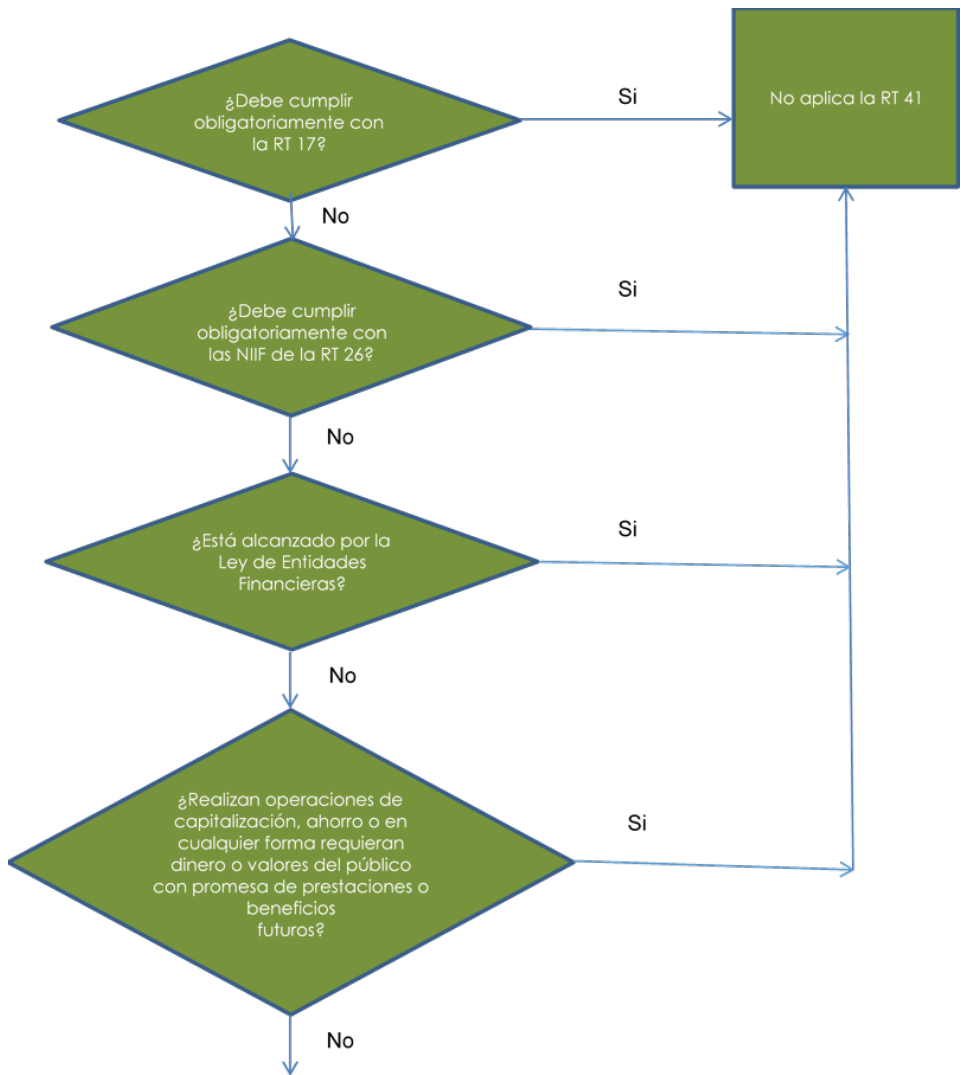 ¿Debe cumplir
obligatoriamente con
la RT 17?
Si
No aplica la RT 41
No
¿Debe cumplir
obligatoriamente con
las NIIF de la RT 26?
Si
No
¿Está alcanzado por la
Ley de Entidades
Financieras?
Si
No
¿Realizan operaciones de
capitalización, ahorro o en
cualquier forma requieran
dinero o valores del público
con promesa de prestaciones o
beneficios
futuros?
Si
No